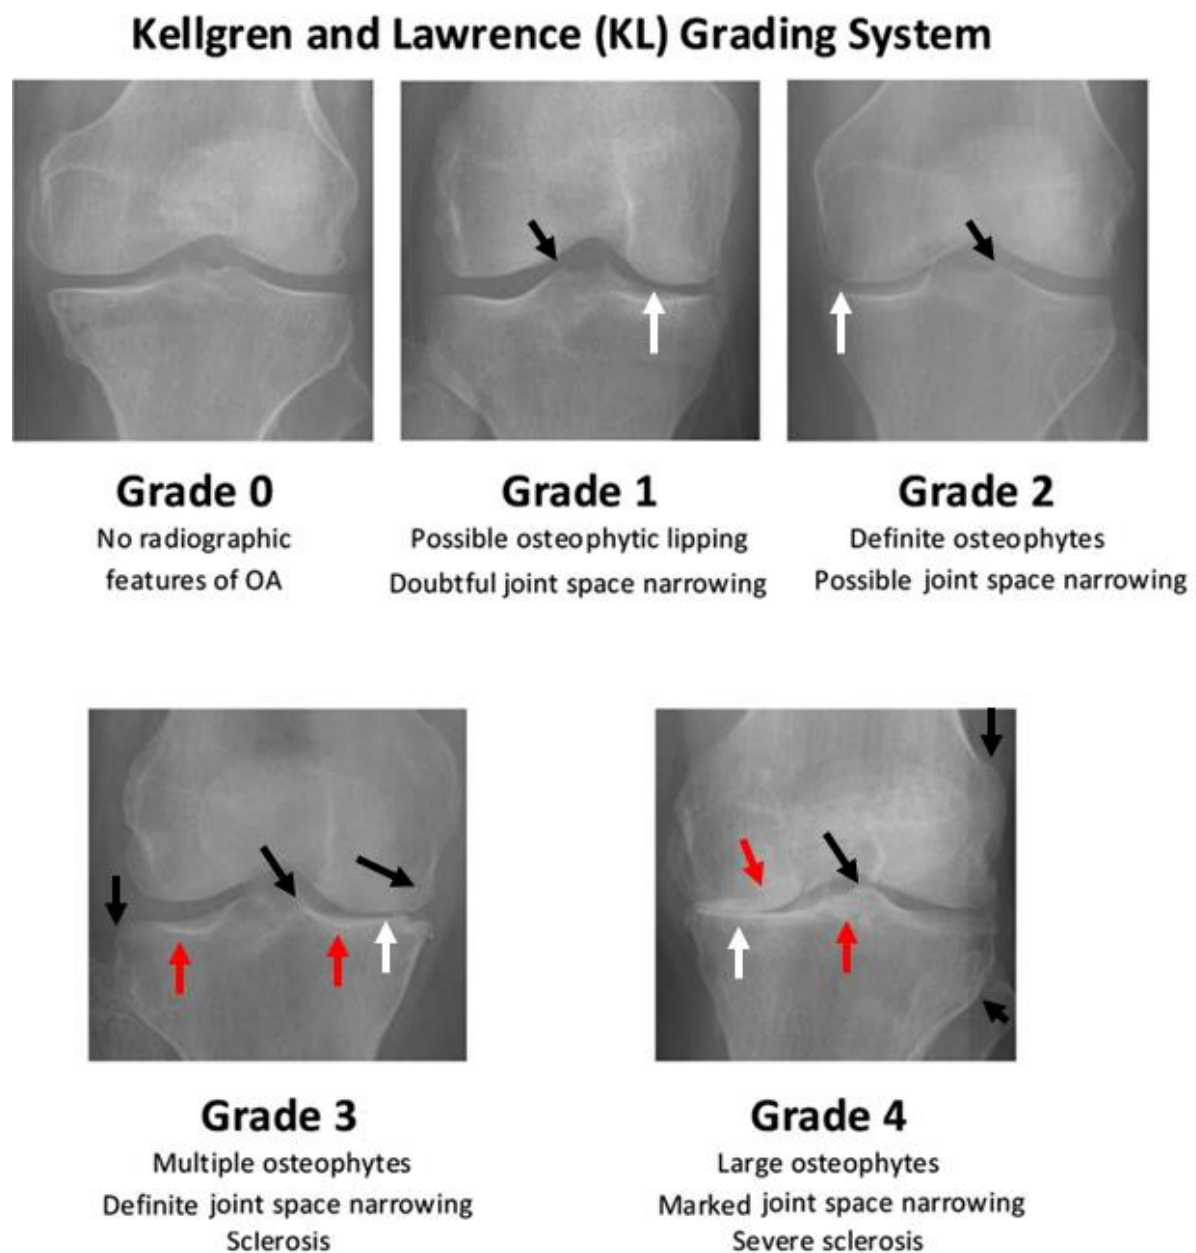 Kellgren and Lawrence (KL) Grading System
Grade 0
No radiographic
features of OA
Grade 1
Possible osteophytic lipping
Doubtful joint space narrowing
Grade 2
Definite osteophytes
Possible joint space narrowing
Grade 3
Multiple osteophytes
Definite joint space narrowing
Sclerosis
Grade 4
Large osteophytes
Marked joint space narrowing
Severe sclerosis